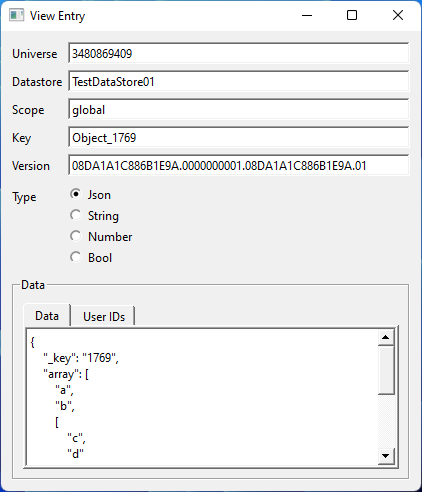 View Entry
Universe 3480869409
Datastore TestDataStore01
Scope global
Key Object_1769
Version 08DA1A1C886B1E9A.0000000001.08DA1A1C886B1E9A.01
Type Json
String
Number
Bool
Data
Data User IDs
{
"_key": "1769",
"array": [
"a",
"b",
[
"c",
"d"